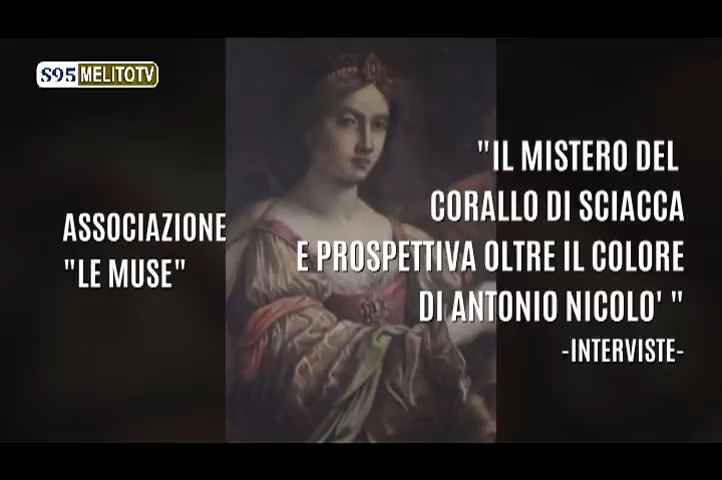 S95 MELITOTV
ASSOCIAZIONE
"LE MUSE"
"IL MISTERO DEL
CORALLO DI SCIACCA
E PROSPETTIVA OLTRE IL COLORE
DI ANTONIO NICOLO' "
-INTERVISTE-